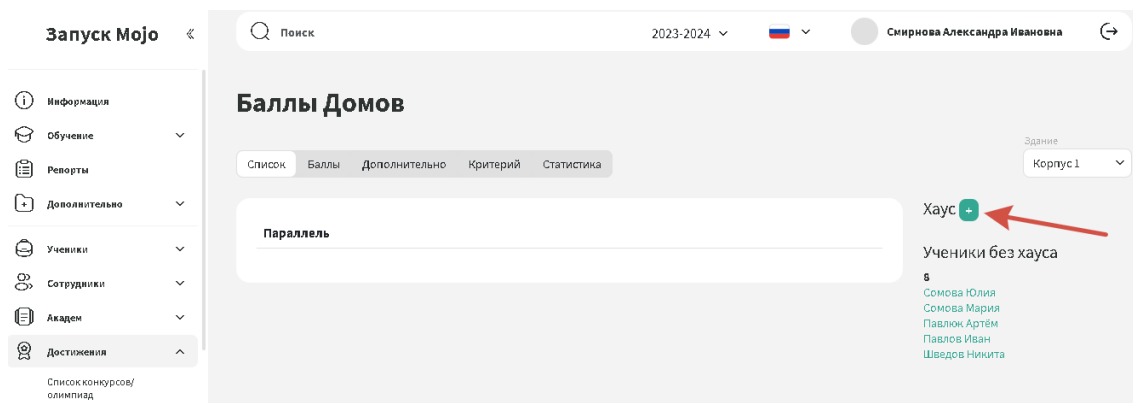 Запуск Mojo
Поиск
2023-2024
Смирнова Александра Ивановна
Информация
Обучение
Репорты
Дополнительно
Ученики
Сотрудники
Академ
Достижения
Список конкурсов/
олимпиад
Баллы Домов
Список Баллы Дополнительно Критерий Статистика
Здание
Корпус 1
Параллель
Хаус +
Ученики без хауса
8
Сомова Юлия
Сомова Мария
Павлюк Артём
Павлов Иван
Шведов Никита